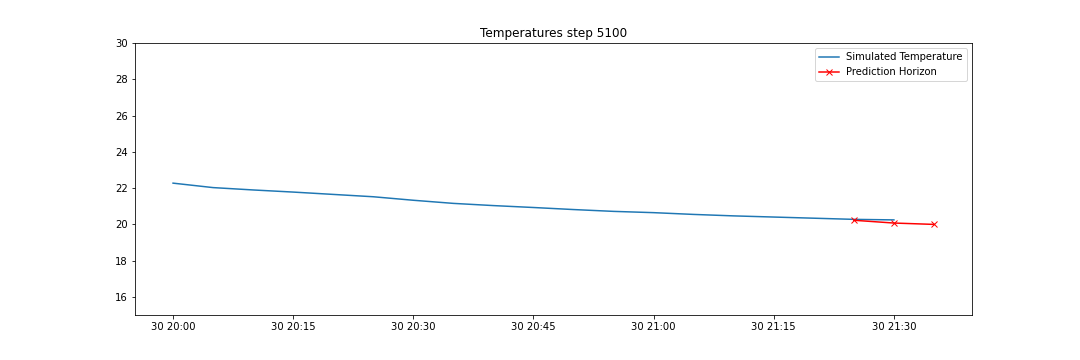 Temperatures step 5100
30
28
26
24
22
20
18
16
Simulated Temperature
Prediction Horizon
30 20:00 30 20:15 30 20:30 30 20:45 30 21:00 30 21:15 30 21:30